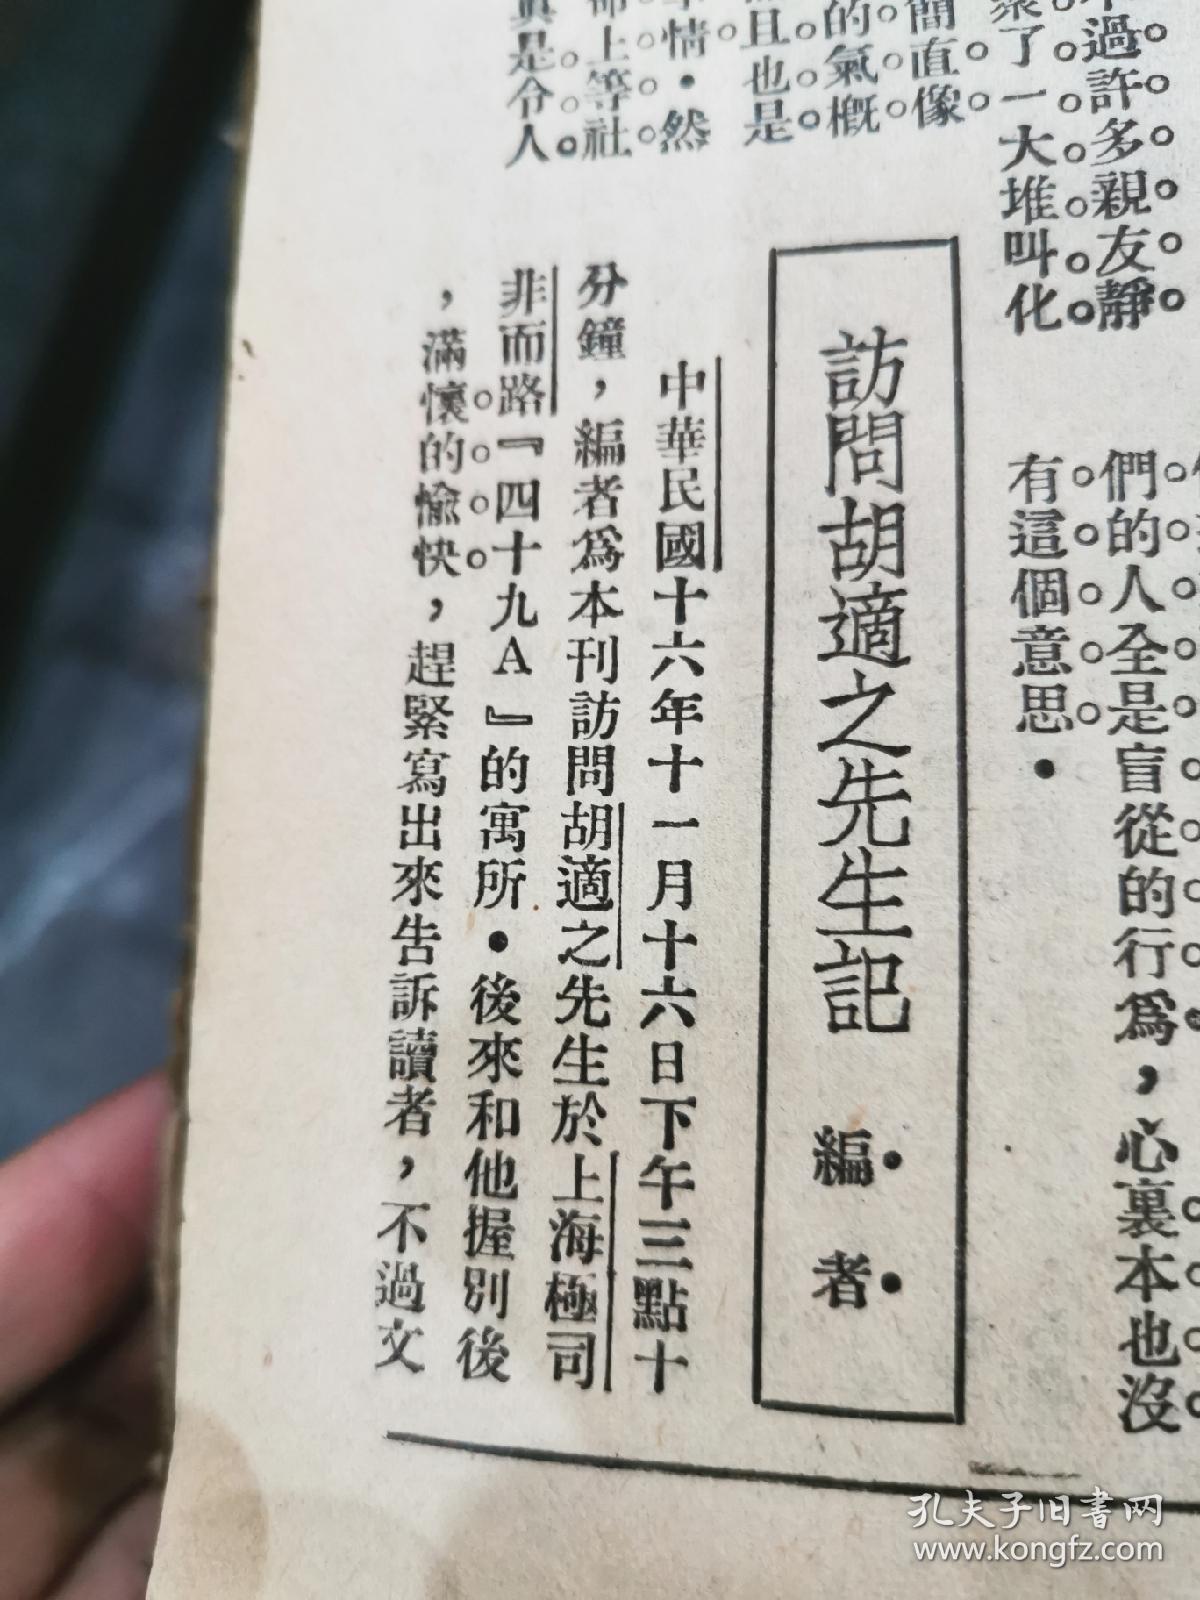 不過許多親友靜
聚了一大堆叫化
簡直像
的氣概
且也是
情．然
上等社
是令人
們的人全是盲從的行爲，心裏本也沒
有這個意思．
訪問胡適之先生記　編者
中華民國十六年十一月十六日下午三點十
分鐘，編者爲本刊訪問胡適之先生於上海極司
非而路『四十九A』的寓所．後來和他握別後
，滿懷的愉快，趕緊寫出來告訴讀者，不過文
孔夫子旧书网
www.kongfz.com